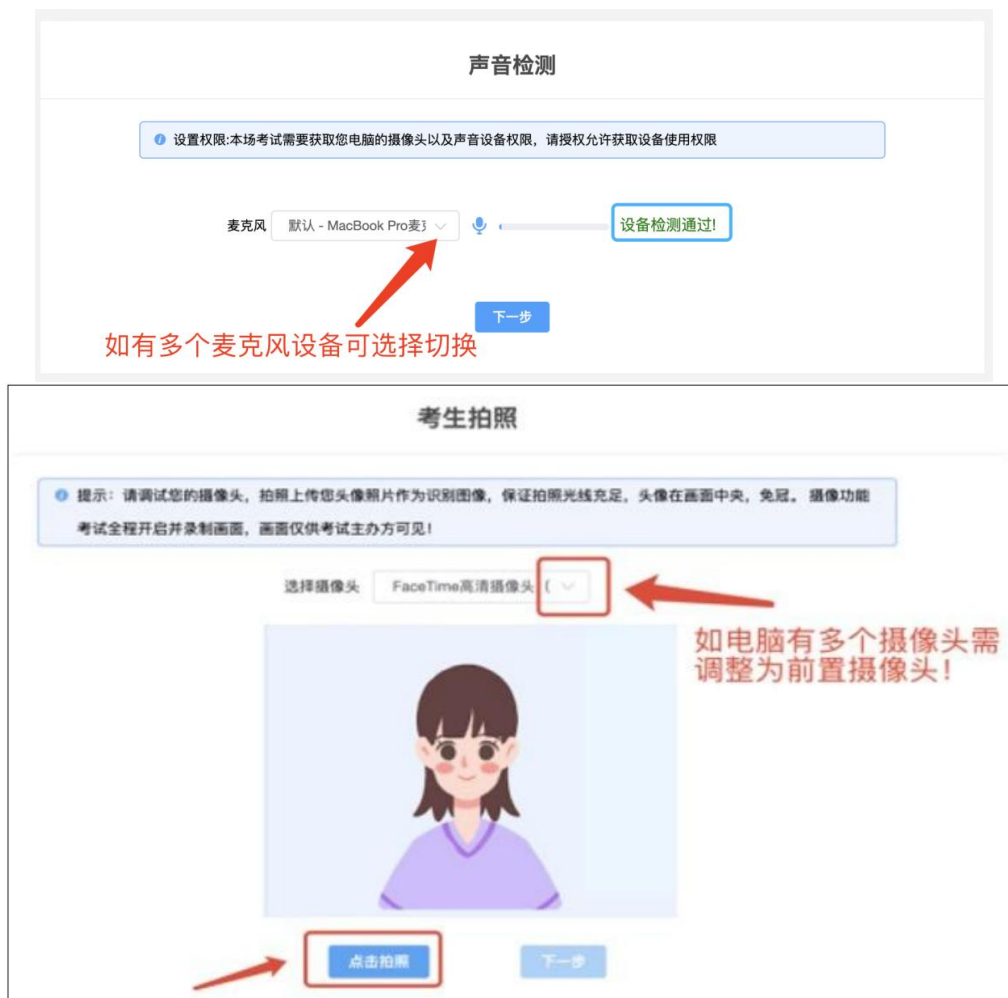 声音检测
设置权限:本场考试需要获取您电脑的摄像头以及声音设备权限，请授权允许获取设备使用权限
麦克风 默认 - MacBook Pro麦 设备检测通过!
下一步
如有多个麦克风设备可选择切换
考生拍照
提示：请调试您的摄像头，拍照上传您头像照片作为识别图像，保证拍照光线充足，头像在画面中央，免冠。 摄像功能
考试全程开启并录制画面，画面仅供考试主办方可见！
选择摄像头 FaceTime高清摄像头 (
如电脑有多个摄像头需
调整为前置摄像头！
点击拍照 下一步